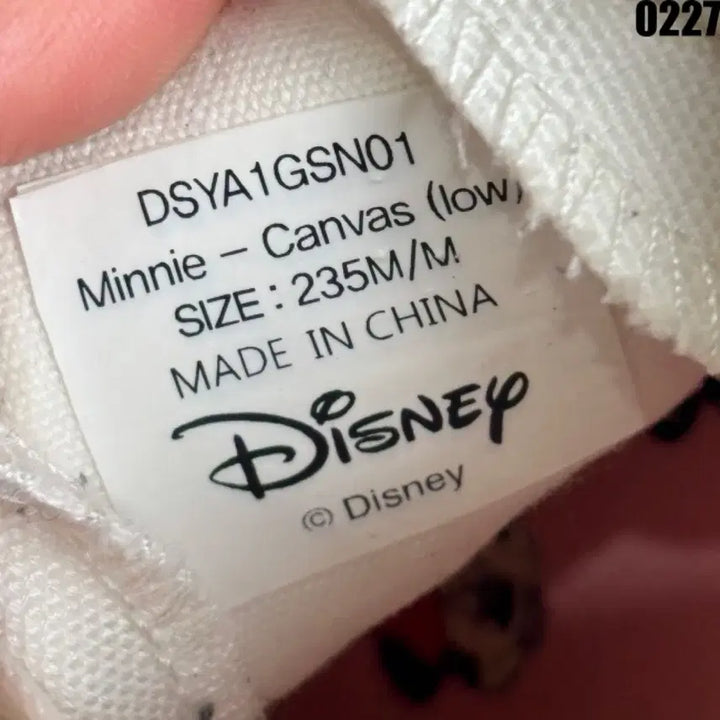 0227
DSYA1GSN01
Minnie – Canvas (low)
SIZE : 235M/M
MADE IN CHINA
Disney
© Disney